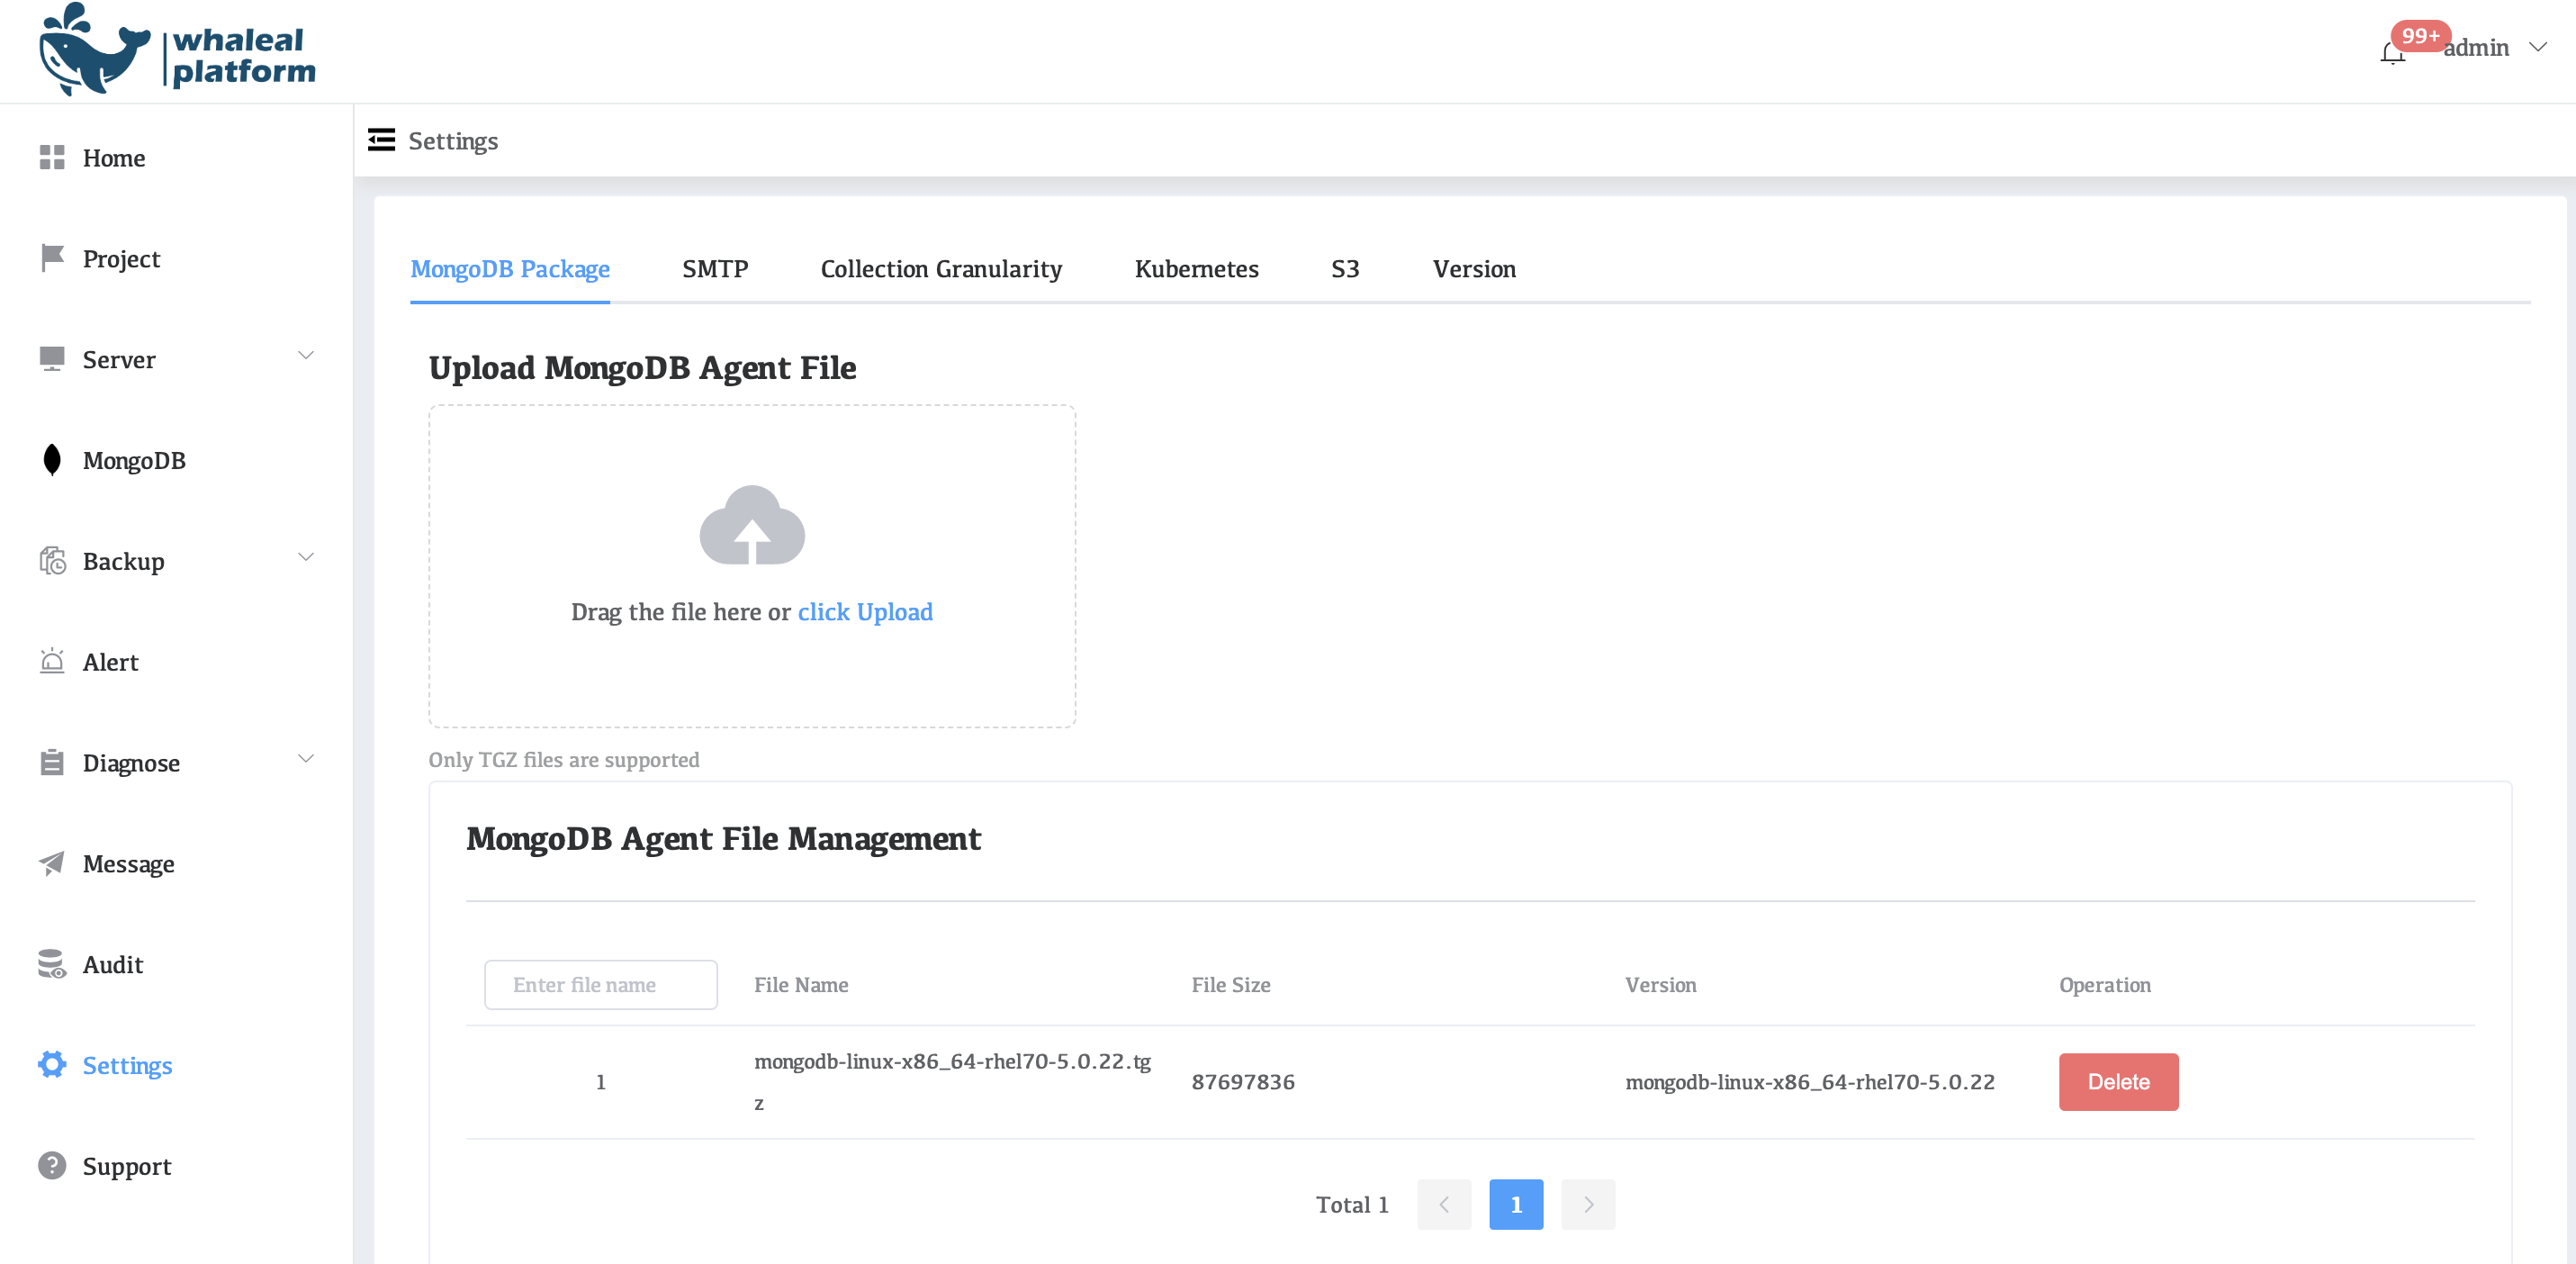 whaleal
platform
99+
admin
Home
Project
Server
MongoDB
Backup
Alert
Diagnose
Message
Audit
Settings
Support
Settings
MongoDB Package SMTP Collection Granularity Kubernetes S3 Version
Upload MongoDB Agent File
Drag the file here or click Upload
Only TGZ files are supported
MongoDB Agent File Management
Enter file name File Name File Size Version Operation
1 mongodb-linux-x86_64-rhel70-5.0.22.tg
z 87697836 mongodb-linux-x86_64-rhel70-5.0.22 Delete
Total 1 1